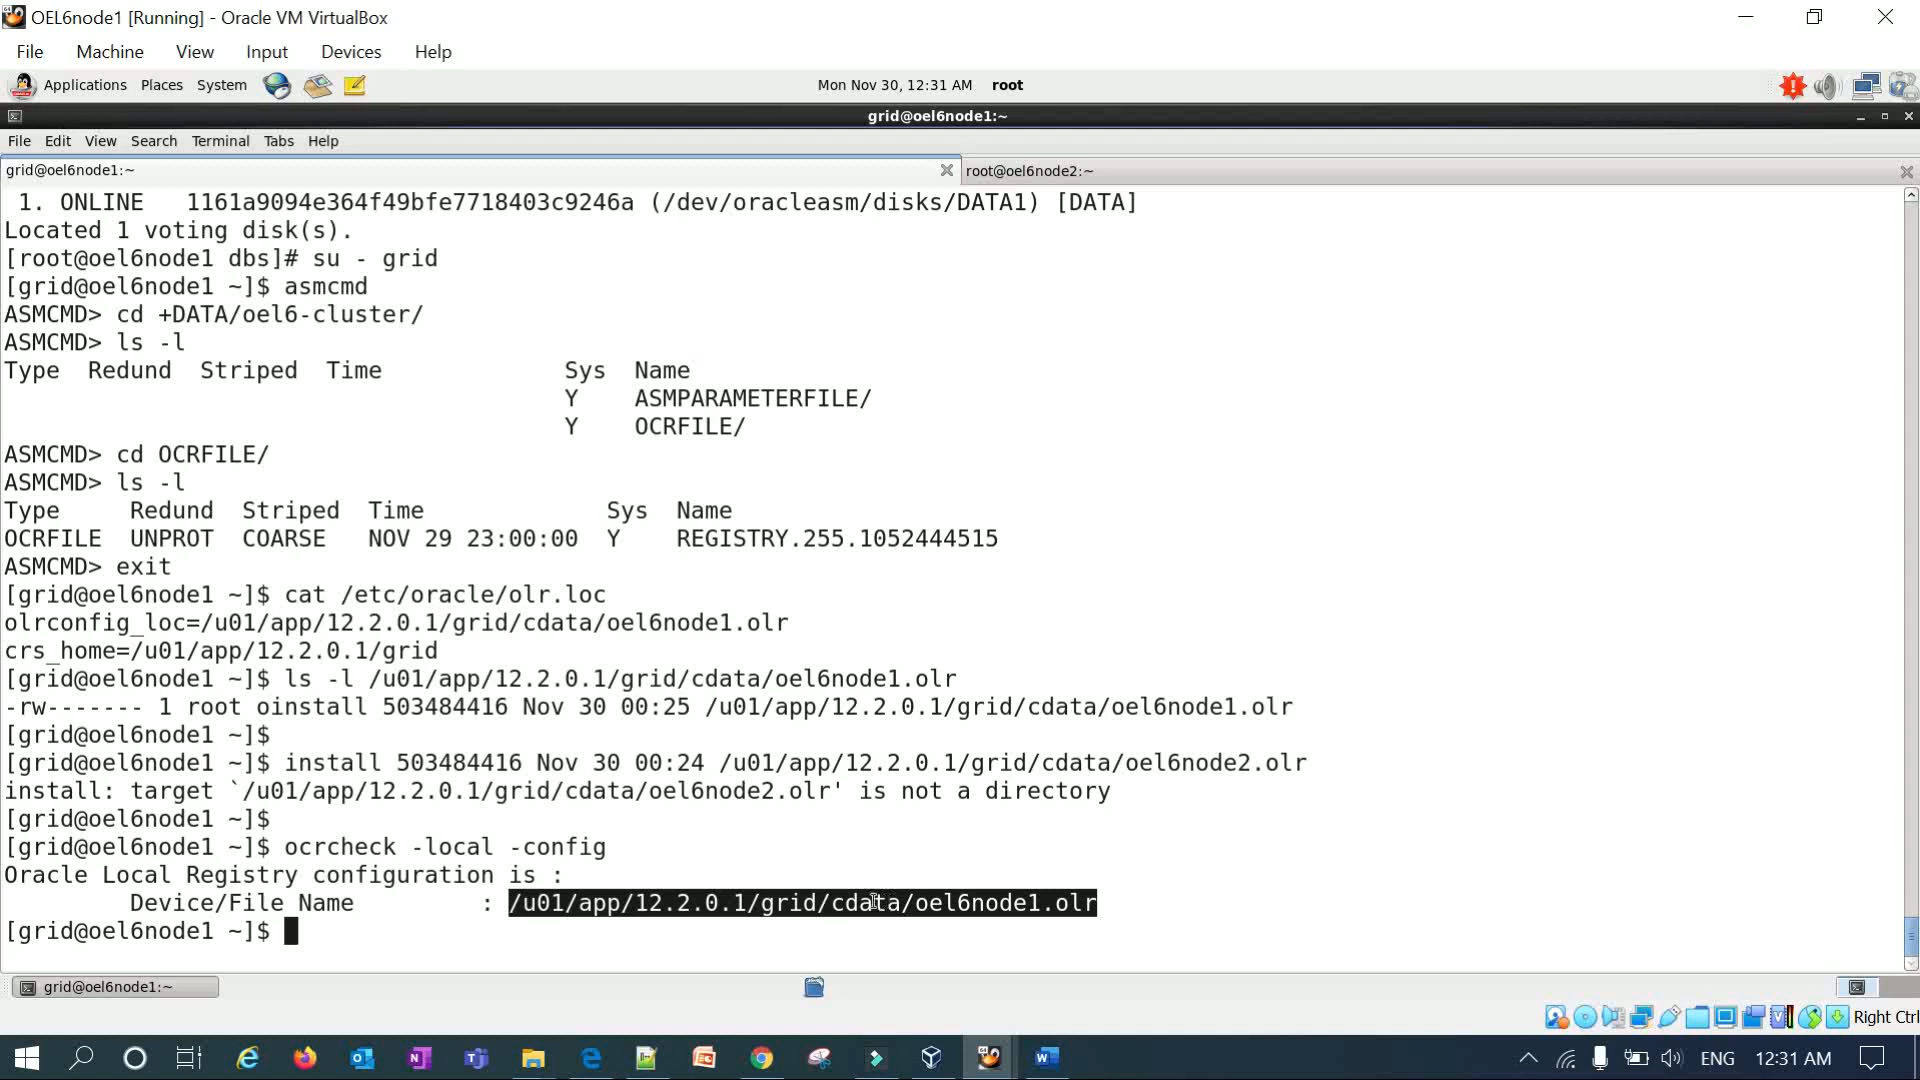 OEL6node1 [Running] - Oracle VM VirtualBox
File Machine View Input Devices Help
Applications Places System Mon Nov 30, 12:31 AM root
grid@oel6node1:~
File Edit View Search Terminal Tabs Help
grid@oel6node1:~ root@oel6node2:~
1. ONLINE 1161a9094e364f49bfe7718403c9246a (/dev/oracleasm/disks/DATA1) [DATA]
Located 1 voting disk(s).
[root@oel6node1 dbs]# su - grid
[grid@oel6node1 ~]$ asmcmd
ASMCMD> cd +DATA/oel6-cluster/
ASMCMD> ls -l
Type Redund Striped Time Sys Name
Y ASMPARAMETERFILE/
Y OCRFILE/
ASMCMD> cd OCRFILE/
ASMCMD> ls -l
Type Redund Striped Time Sys Name
OCRFILE UNPROT COARSE NOV 29 23:00:00 Y REGISTRY.255.1052444515
ASMCMD> exit
[grid@oel6node1 ~]$ cat /etc/oracle/olr.loc
olrconfig_loc=/u01/app/12.2.0.1/grid/cdata/oel6node1.olr
crs_home=/u01/app/12.2.0.1/grid
[grid@oel6node1 ~]$ ls -l /u01/app/12.2.0.1/grid/cdata/oel6node1.olr
-rw------- 1 root oinstall 503484416 Nov 30 00:25 /u01/app/12.2.0.1/grid/cdata/oel6node1.olr
[grid@oel6node1 ~]$
[grid@oel6node1 ~]$ install 503484416 Nov 30 00:24 /u01/app/12.2.0.1/grid/cdata/oel6node2.olr
install: target `/u01/app/12.2.0.1/grid/cdata/oel6node2.olr' is not a directory
[grid@oel6node1 ~]$
[grid@oel6node1 ~]$ ocrcheck -local -config
Oracle Local Registry configuration is :
Device/File Name : /u01/app/12.2.0.1/grid/cdata/oel6node1.olr
[grid@oel6node1 ~]$
grid@oel6node1:~
Right Ctrl
ENG 12:31 AM